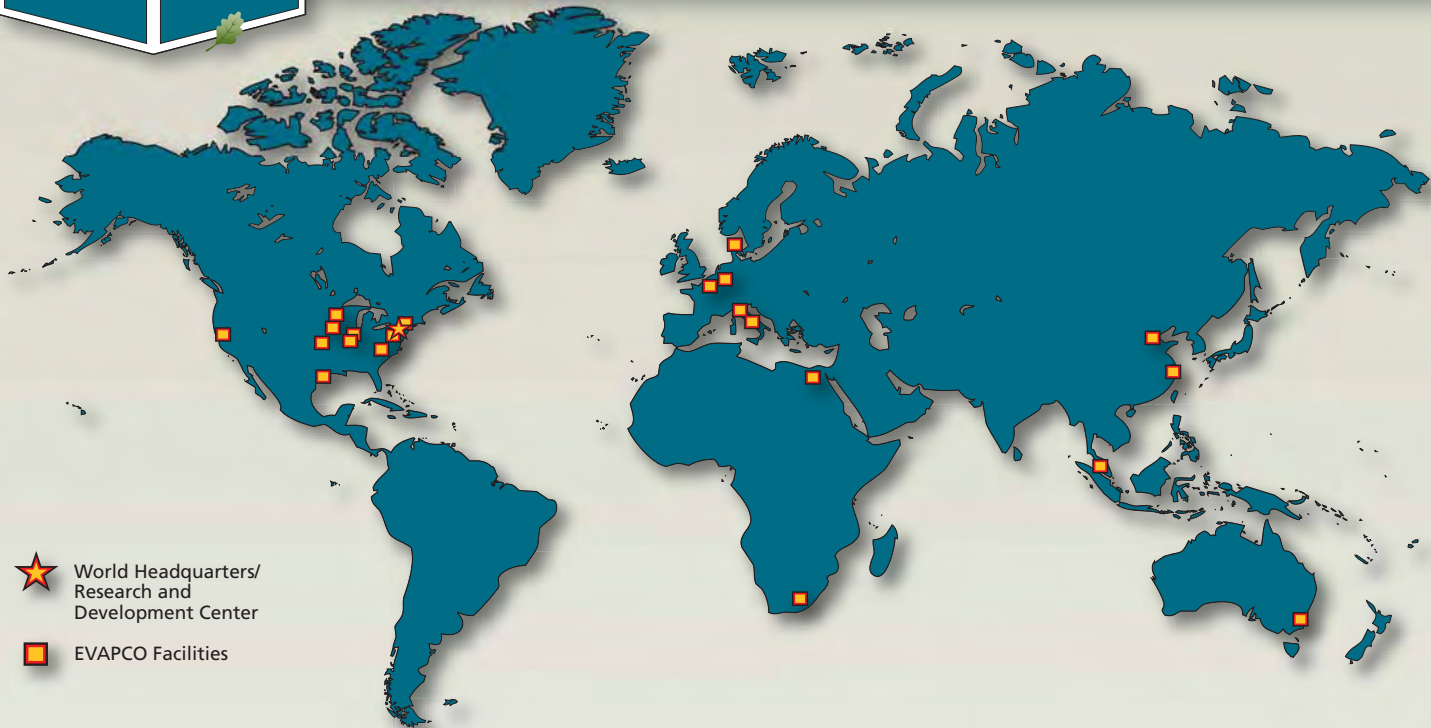 World Headquarters/
Research and
Development Center
EVAPCO Facilities